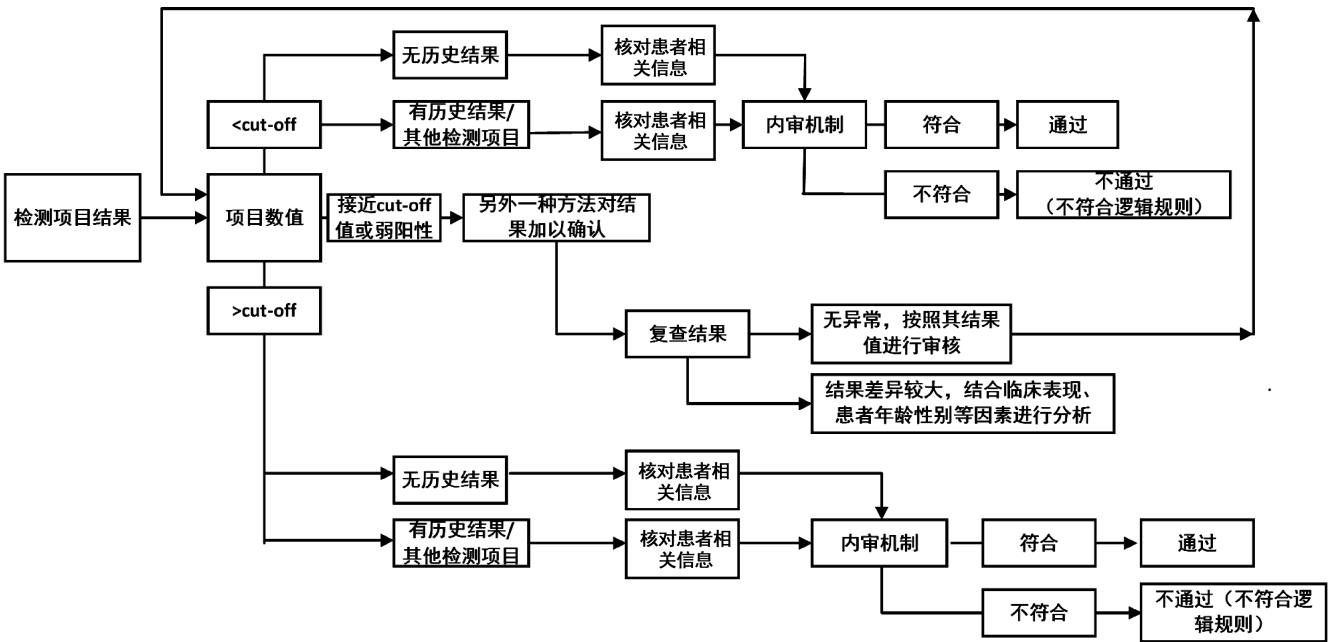 无历史结果
核对患者相
关信息
<cut-off
有历史结果/
其他检测项目
核对患者相
关信息
内审机制
符合
通过
不符合
不通过
（不符合逻辑规则）
检测项目结果
项目数值
接近cut-off
值或弱阳性
另外一种方法对结
果加以确认
>cut-off
复查结果
无异常，按照其结果
值进行审核
结果差异较大，结合临床表现、
患者年龄性别等因素进行分析
无历史结果
核对患者相
关信息
有历史结果/
其他检测项目
核对患者相
关信息
内审机制
符合
通过
不符合
不通过（不符合逻
辑规则）